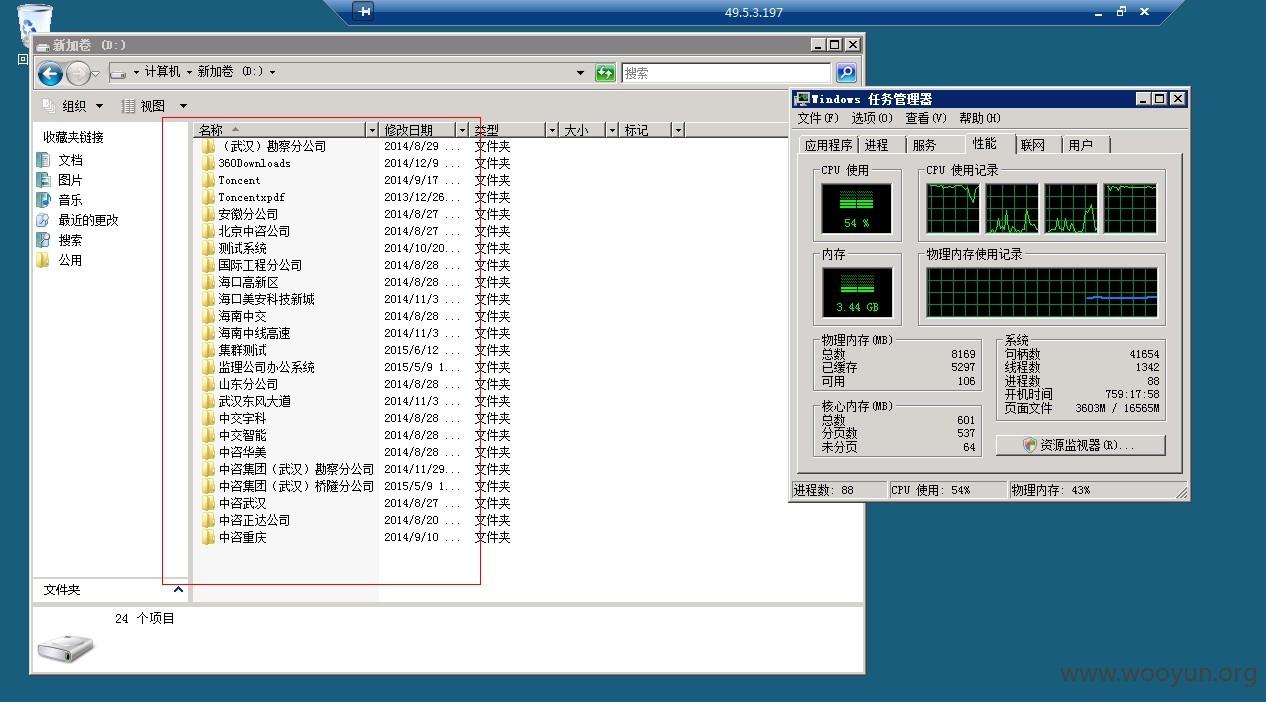 49.5.3.197
新加卷 (D:)
计算机 新加卷 (D:)
搜索
组织 视图
收藏夹链接
文档
图片
音乐
最近的更改
搜索
公用
文件夹
名称 修改日期 类型 大小 标记
（武汉）勘察分公司 2014/8/29 ... 文件夹
360Downloads 2014/12/9 ... 文件夹
Toncent 2014/9/17 ... 文件夹
Toncentxpdf 2013/12/26... 文件夹
安徽分公司 2014/8/27 ... 文件夹
北京中咨公司 2014/8/27 ... 文件夹
测试系统 2014/10/20... 文件夹
国际工程分公司 2014/8/28 ... 文件夹
海口高新区 2014/8/28 ... 文件夹
海口美安科技新城 2014/11/3 ... 文件夹
海南中交 2014/8/28 ... 文件夹
海南中线高速 2014/11/3 ... 文件夹
集群测试 2015/6/12 ... 文件夹
监理公司办公系统 2015/5/9 1... 文件夹
山东分公司 2014/8/28 ... 文件夹
武汉东风大道 2014/11/3 ... 文件夹
中交宇科 2014/8/28 ... 文件夹
中交智能 2014/8/28 ... 文件夹
中咨华美 2014/8/28 ... 文件夹
中咨集团（武汉）勘察分公司 2014/11/29... 文件夹
中咨集团（武汉）桥隧分公司 2015/5/9 1... 文件夹
中咨武汉 2014/8/27 ... 文件夹
中咨正达公司 2014/8/20 ... 文件夹
中咨重庆 2014/9/10 ... 文件夹
24 个项目
Windows 任务管理器
文件(F) 选项(O) 查看(V) 帮助(H)
应用程序 进程 服务 性能 联网 用户
CPU 使用 CPU 使用记录
54 %
内存 物理内存使用记录
3.44 GB
物理内存(MB)
总数 8169
已缓存 5297
可用 106
核心内存(MB)
总数 601
分页数 537
未分页 64
系统
句柄数 41654
线程数 1342
进程数 88
开机时间 759:17:58
页面文件 3603M / 16565M
资源监视器(R)...
进程数: 88 CPU 使用: 54% 物理内存: 43%
www.wooyun.org